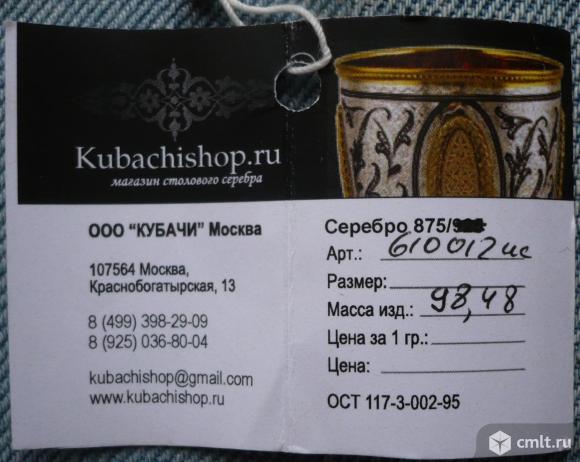 Kubachishop.ru
магазин столового серебра
ООО “КУБАЧИ” Москва
107564 Москва,
Краснобогатырская, 13
8 (499) 398-29-09
8 (925) 036-80-04
kubachishop@gmail.com
www.kubachishop.ru
Серебро 875/
Арт.: 610012ис
Размер:
Масса изд.: 98,48
Цена за 1 гр.:
Цена:
ОСТ 117-3-002-95
cmlt.ru